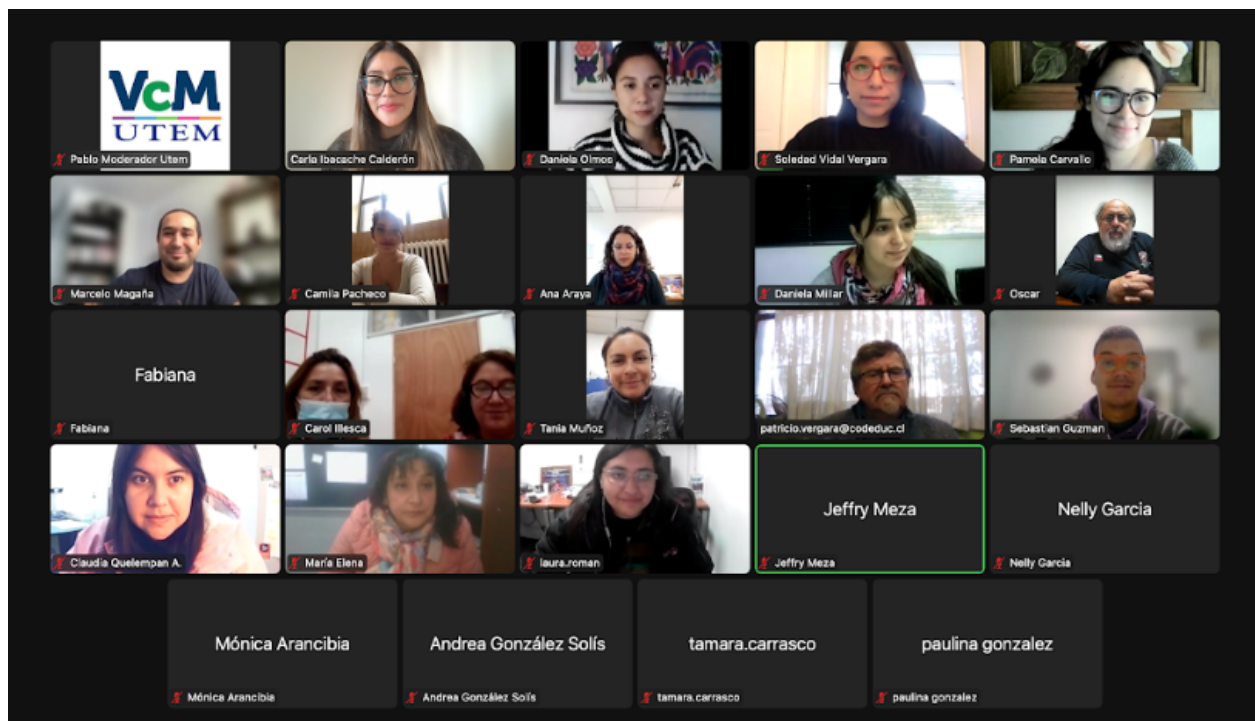 VcM
UTEM
Pablo Moderador Utem
Carla Ibacache Calderón
Daniela Olmos
Soledad Vidal Vergara
Pamela Carvallo
Marcelo Magaña
Camila Pacheco
Ana Araya
Daniela Millar
Oscar
Fabiana
Fabiana
Carol Illesca
Tania Muñoz
patricio.vergara@codeduc.cl
Sebastian Guzman
Claudia Quelempan A.
María Elena
laura.roman
Jeffry Meza
Jeffry Meza
Nelly Garcia
Nelly Garcia
Mónica Arancibia
Mónica Arancibia
Andrea González Solís
Andrea González Solís
tamara.carrasco
tamara.carrasco
paulina gonzalez
paulina gonzalez